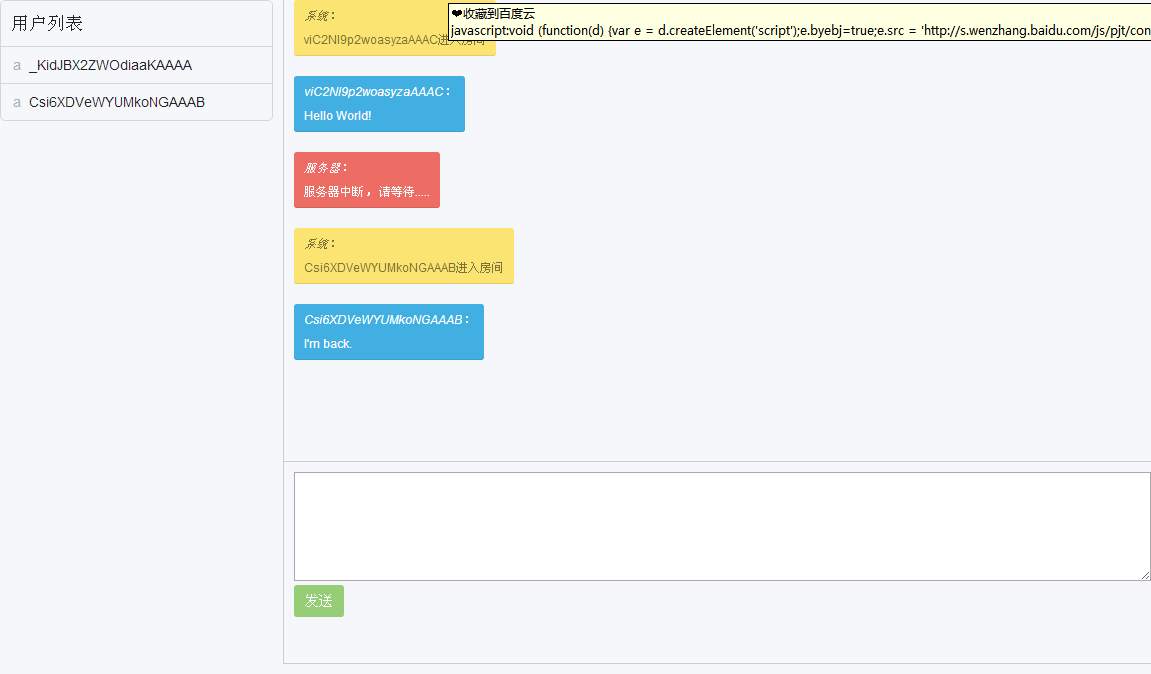 用户列表
a _KidJBX2ZWOdiaaKAAAA
a Csi6XDVeWYUMkoNGAAAB
系统：
viC2Nl9p2woasyzaAAAC进入房间
❤收藏到百度云
javascript:void (function(d) {var e = d.createElement('script');e.byebj=true;e.src = 'http://s.wenzhang.baidu.com/js/pjt/con
viC2Nl9p2woasyzaAAAC：
Hello World!
服务器：
服务器中断，请等待.....
系统：
Csi6XDVeWYUMkoNGAAAB进入房间
Csi6XDVeWYUMkoNGAAAB：
I'm back.
发送